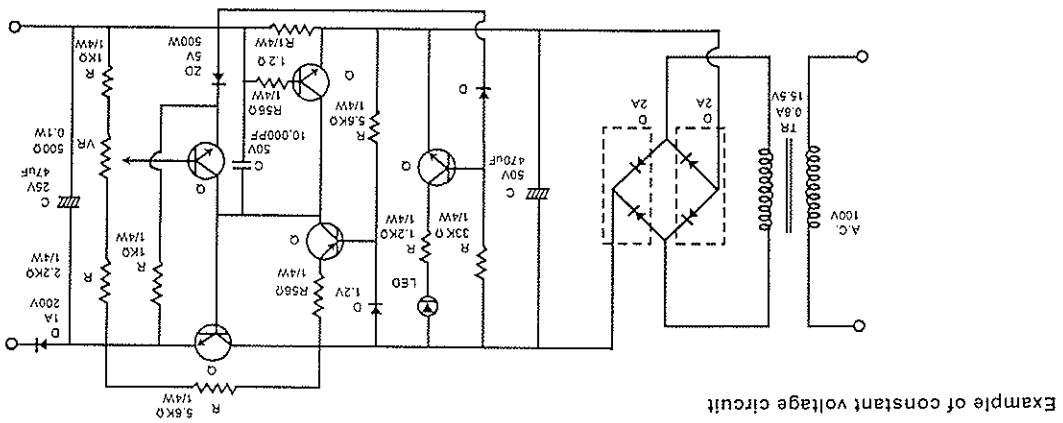 Example of constant voltage circuit
A.C.
100V
TR
0.8A
15.5V
D
2A
D
2A
C
50V
470uF
R
33KΩ
1/4W
D
LED
R
1.2KΩ
1/4W
Q
D
1.2V
R
5.6KΩ
1/4W
R56Ω
1/4W
Q
Q
R56Ω
1/4W
1.2Ω
R1/4W
C
50V
10,000PF
R
5.6KΩ
1/4W
Q
Q
ZD
5V
500W
R
1KΩ
1/4W
R
2.2KΩ
1/4W
VR
500Ω
0.1W
R
1KΩ
1/4W
C
25V
47uF
D
1A
200V